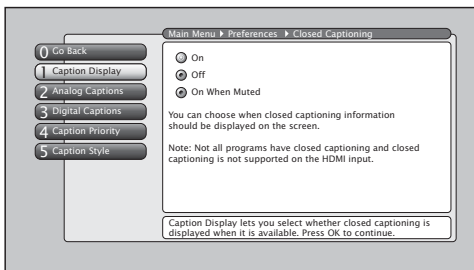 Main Menu ▶ Preferences ▶ Closed Captioning
0 Go Back
1 Caption Display
2 Analog Captions
3 Digital Captions
4 Caption Priority
5 Caption Style
On
Off
On When Muted
You can choose when closed captioning information
should be displayed on the screen.
Note: Not all programs have closed captioning and closed
captioning is not supported on the HDMI input.
Caption Display lets you select whether closed captioning is
displayed when it is available. Press OK to continue.